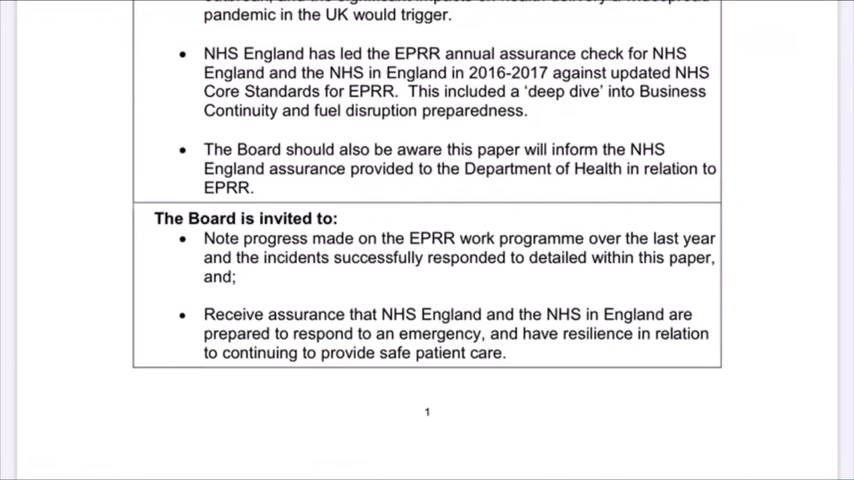 pandemic in the UK would trigger.
• NHS England has led the EPRR annual assurance check for NHS
England and the NHS in England in 2016-2017 against updated NHS
Core Standards for EPRR.  This included a ‘deep dive’ into Business
Continuity and fuel disruption preparedness.
• The Board should also be aware this paper will inform the NHS
England assurance provided to the Department of Health in relation to
EPRR.
The Board is invited to:
• Note progress made on the EPRR work programme over the last year
and the incidents successfully responded to detailed within this paper,
and;
• Receive assurance that NHS England and the NHS in England are
prepared to respond to an emergency, and have resilience in relation
to continuing to provide safe patient care.
1